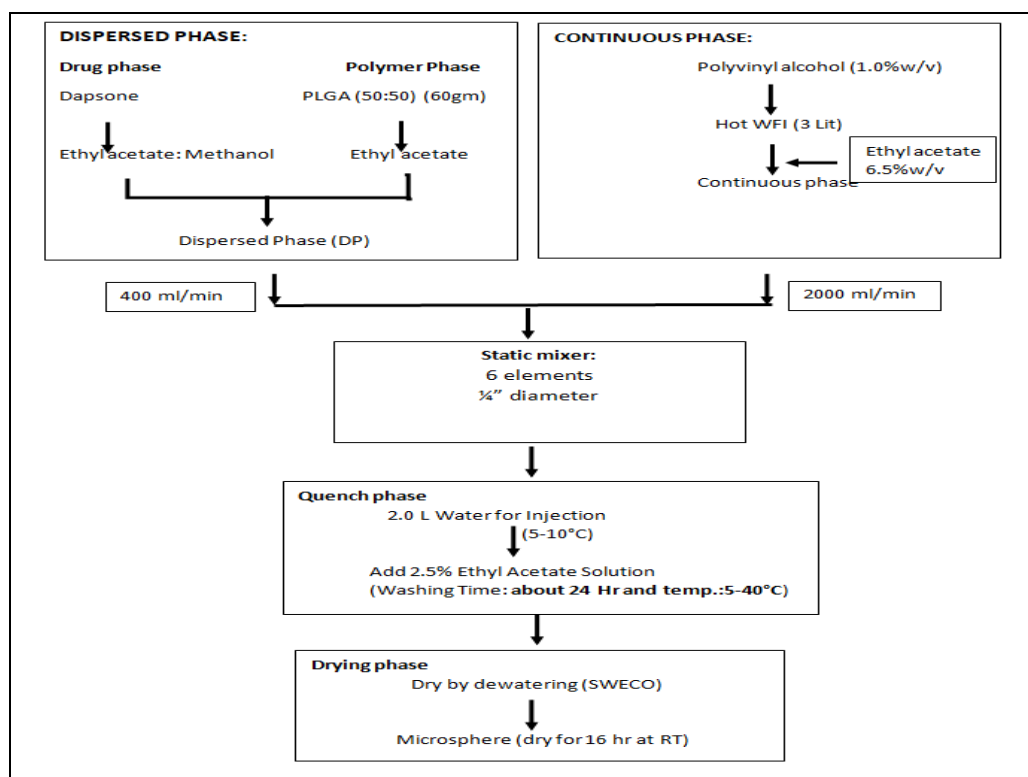 DISPERSED PHASE:
Drug phase
Polymer Phase
Dapsone
PLGA (50:50) (60gm)
Ethyl acetate: Methanol
Ethyl acetate
Dispersed Phase (DP)
CONTINUOUS PHASE:
Polyvinyl alcohol (1.0%w/v)
Hot WFI (3 Lit)
Ethyl acetate
6.5%w/v
Continuous phase
400 ml/min
2000 ml/min
Static mixer:
6 elements
¼” diameter
Quench phase
2.0 L Water for Injection
(5-10°C)
Add 2.5% Ethyl Acetate Solution
(Washing Time: about 24 Hr and temp.:5-40°C)
Drying phase
Dry by dewatering (SWECO)
Microsphere (dry for 16 hr at RT)